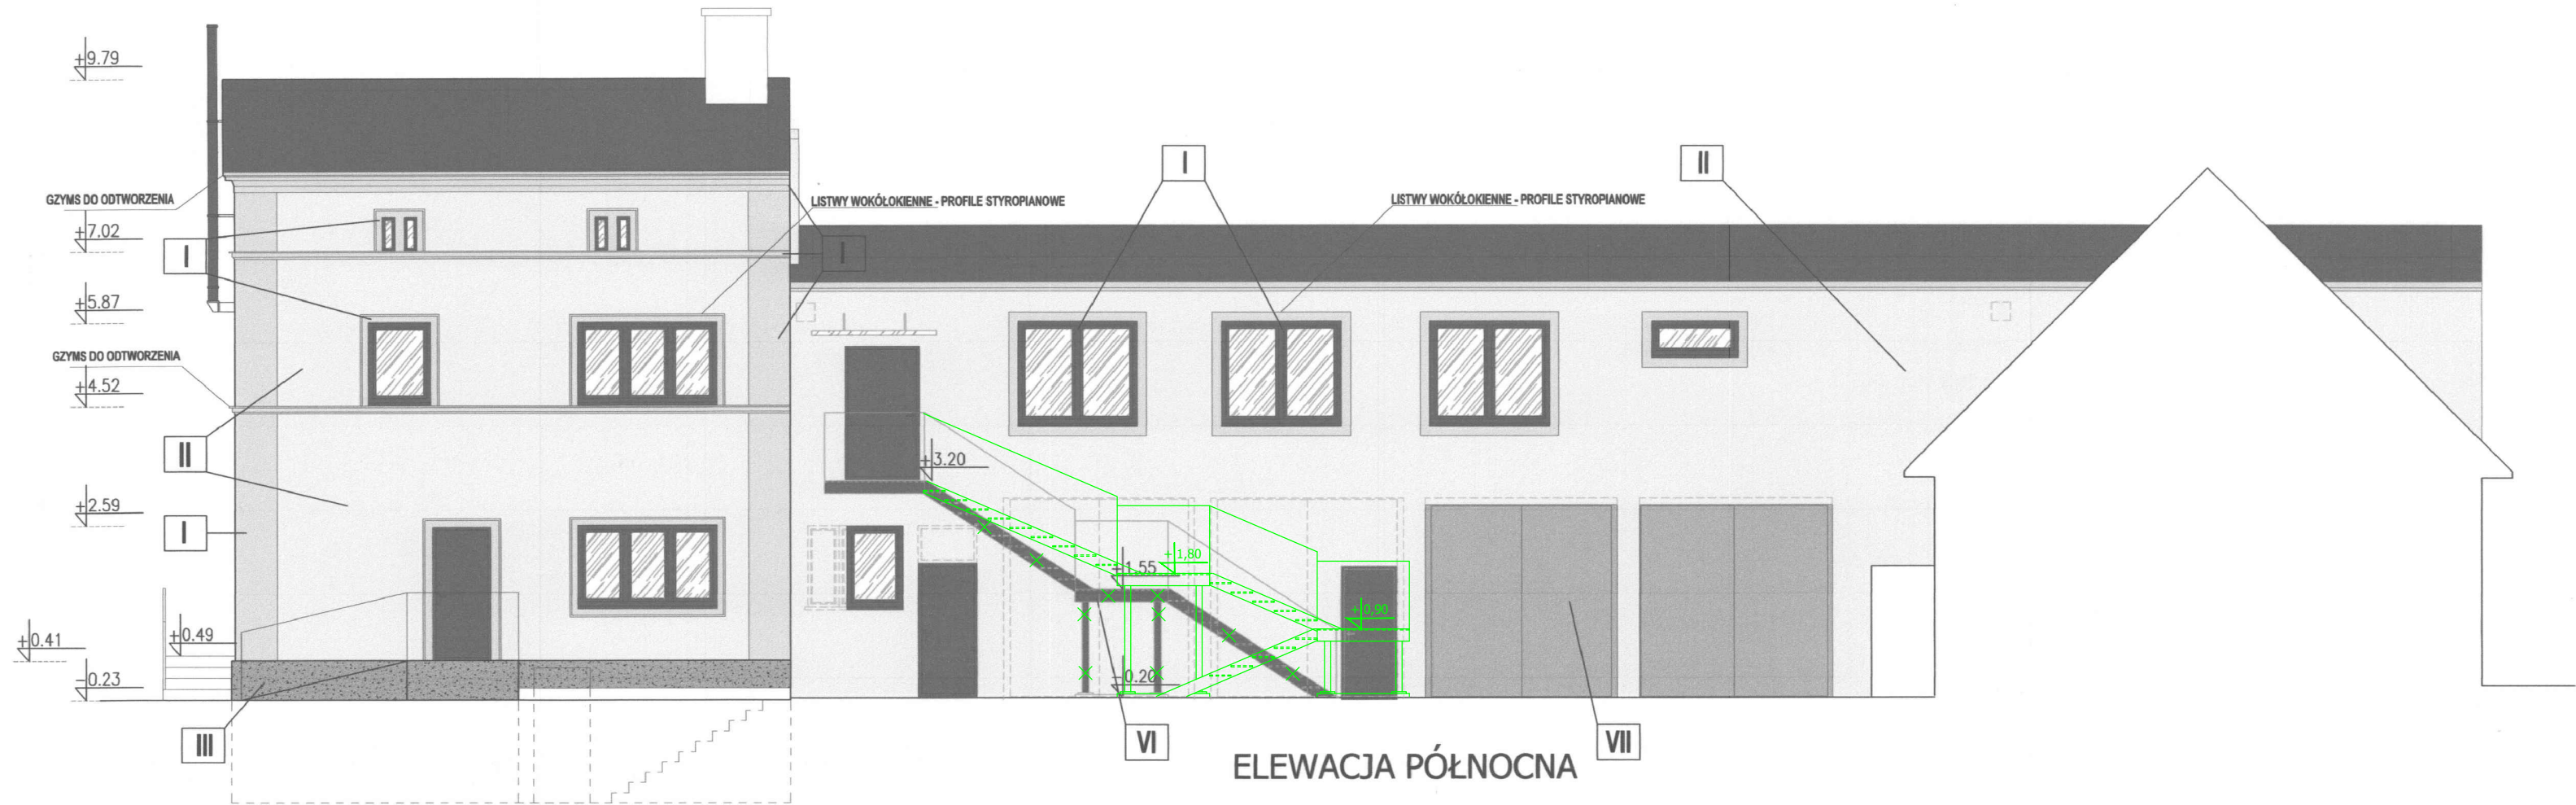 +9.79
GZYMS DO ODTWORZENIA
+7.02
I
+5.87
GZYMS DO ODTWORZENIA
+4.52
II
+2.59
I
+0.49
+0.41
-0.23
III
LISTWY WOKÓŁOKIENNE - PROFILE STYROPIANOWE
I
I
LISTWY WOKÓŁOKIENNE - PROFILE STYROPIANOWE
II
+3.20
+1.55
+1,80
+0,90
-0.20
VI
VII
ELEWACJA PÓŁNOCNA